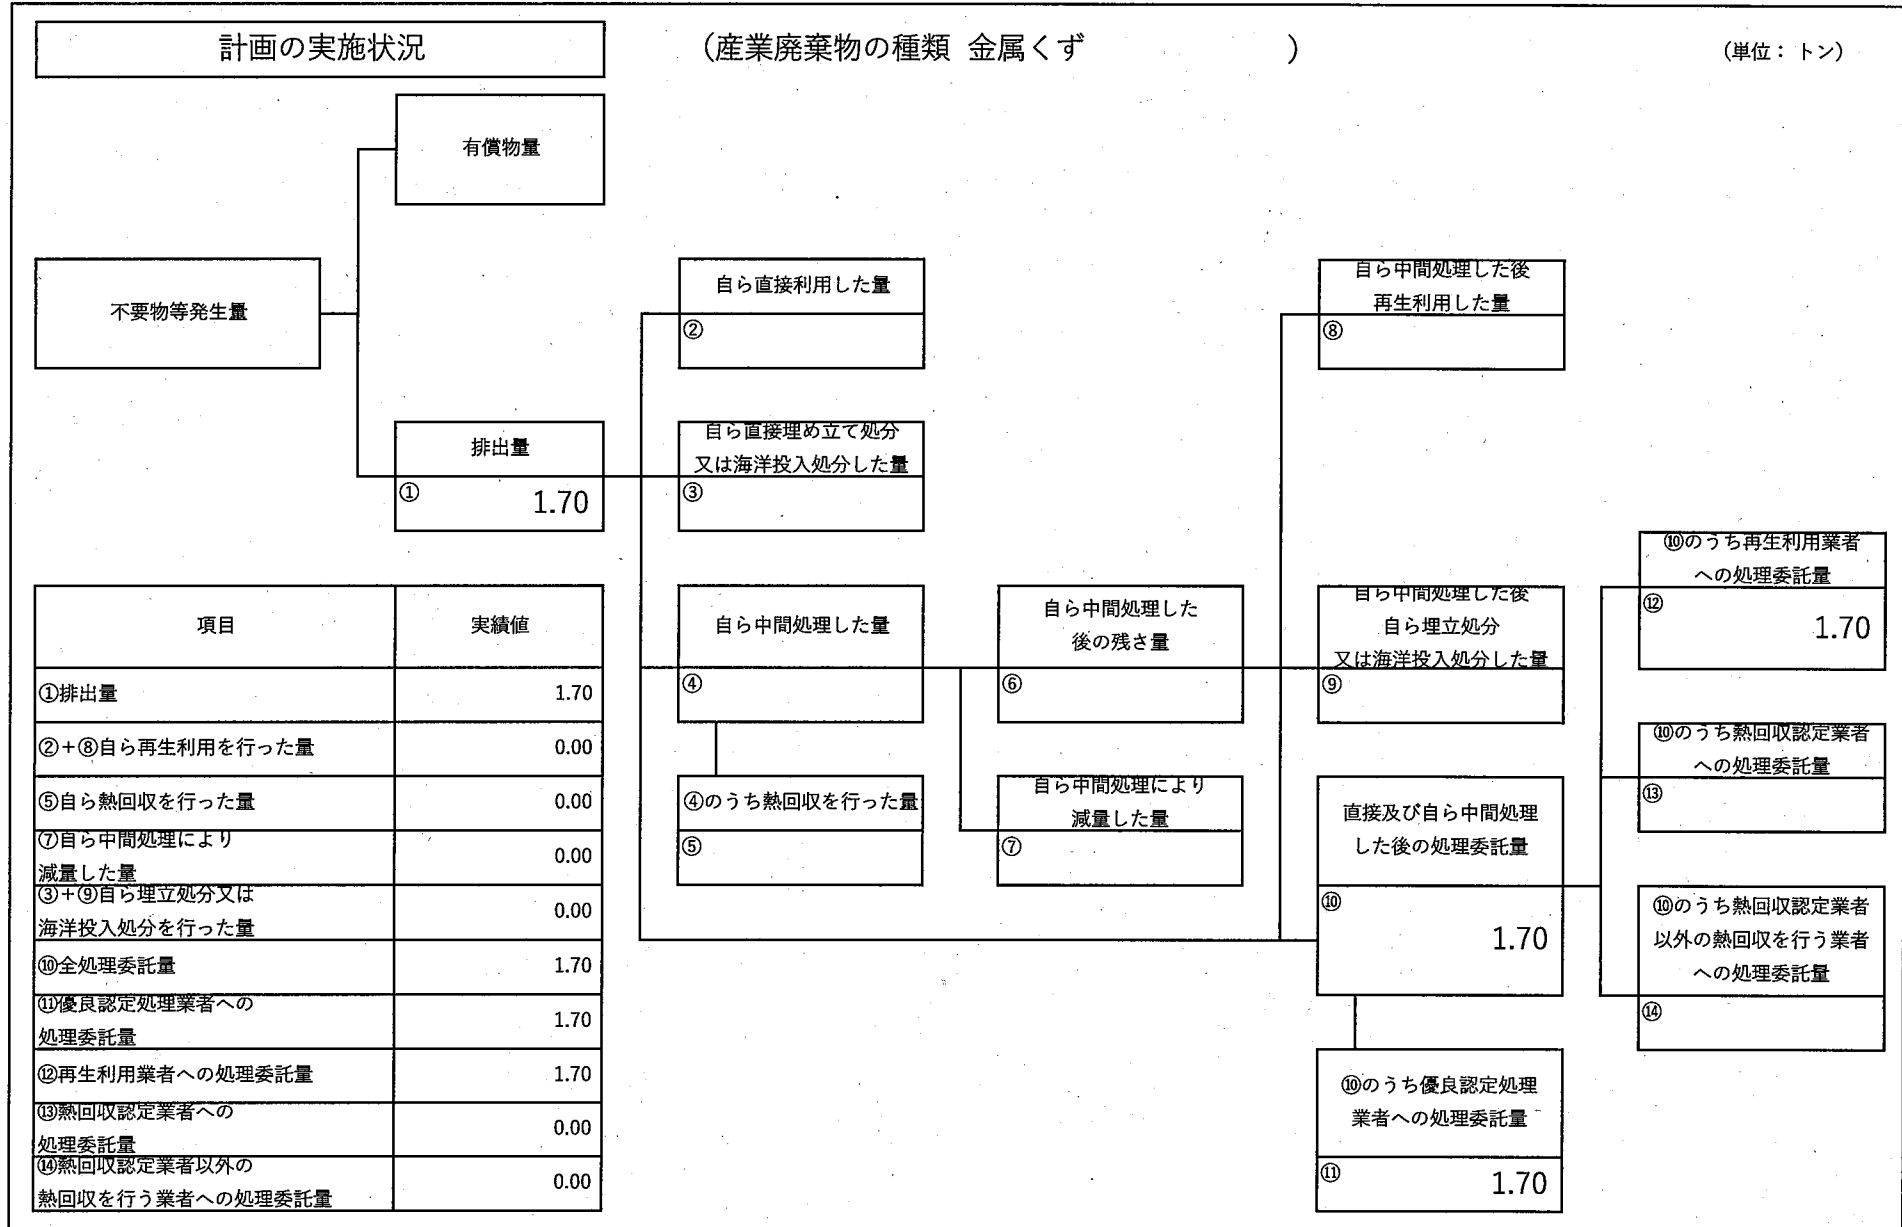 計画の実施状況
（産業廃棄物の種類 金属くず ）
（単位：トン）
有償物量
不要物等発生量
自ら直接利用した量
②
自ら中間処理した後
再生利用した量
⑧
排出量
① 1.70
自ら直接埋め立て処分
又は海洋投入処分した量
③
自ら中間処理した量
④
自ら中間処理した
後の残さ量
⑥
自ら中間処理した後
自ら埋立処分
又は海洋投入処分した量
⑨
⑩のうち再生利用業者
への処理委託量
⑫ 1.70
④のうち熱回収を行った量
⑤
自ら中間処理により
減量した量
⑦
直接及び自ら中間処理
した後の処理委託量
⑩ 1.70
⑩のうち熱回収認定業者
への処理委託量
⑬
⑩のうち熱回収認定業者
以外の熱回収を行う業者
への処理委託量
⑭
⑩のうち優良認定処理
業者への処理委託量
⑪ 1.70
項目 実績値
①排出量 1.70
②＋⑧自ら再生利用を行った量 0.00
⑤自ら熱回収を行った量 0.00
⑦自ら中間処理により
減量した量 0.00
③＋⑨自ら埋立処分又は
海洋投入処分を行った量 0.00
⑩全処理委託量 1.70
⑪優良認定処理業者への
処理委託量 1.70
⑫再生利用業者への処理委託量 1.70
⑬熱回収認定業者への
処理委託量 0.00
⑭熱回収認定業者以外の
熱回収を行う業者への処理委託量 0.00